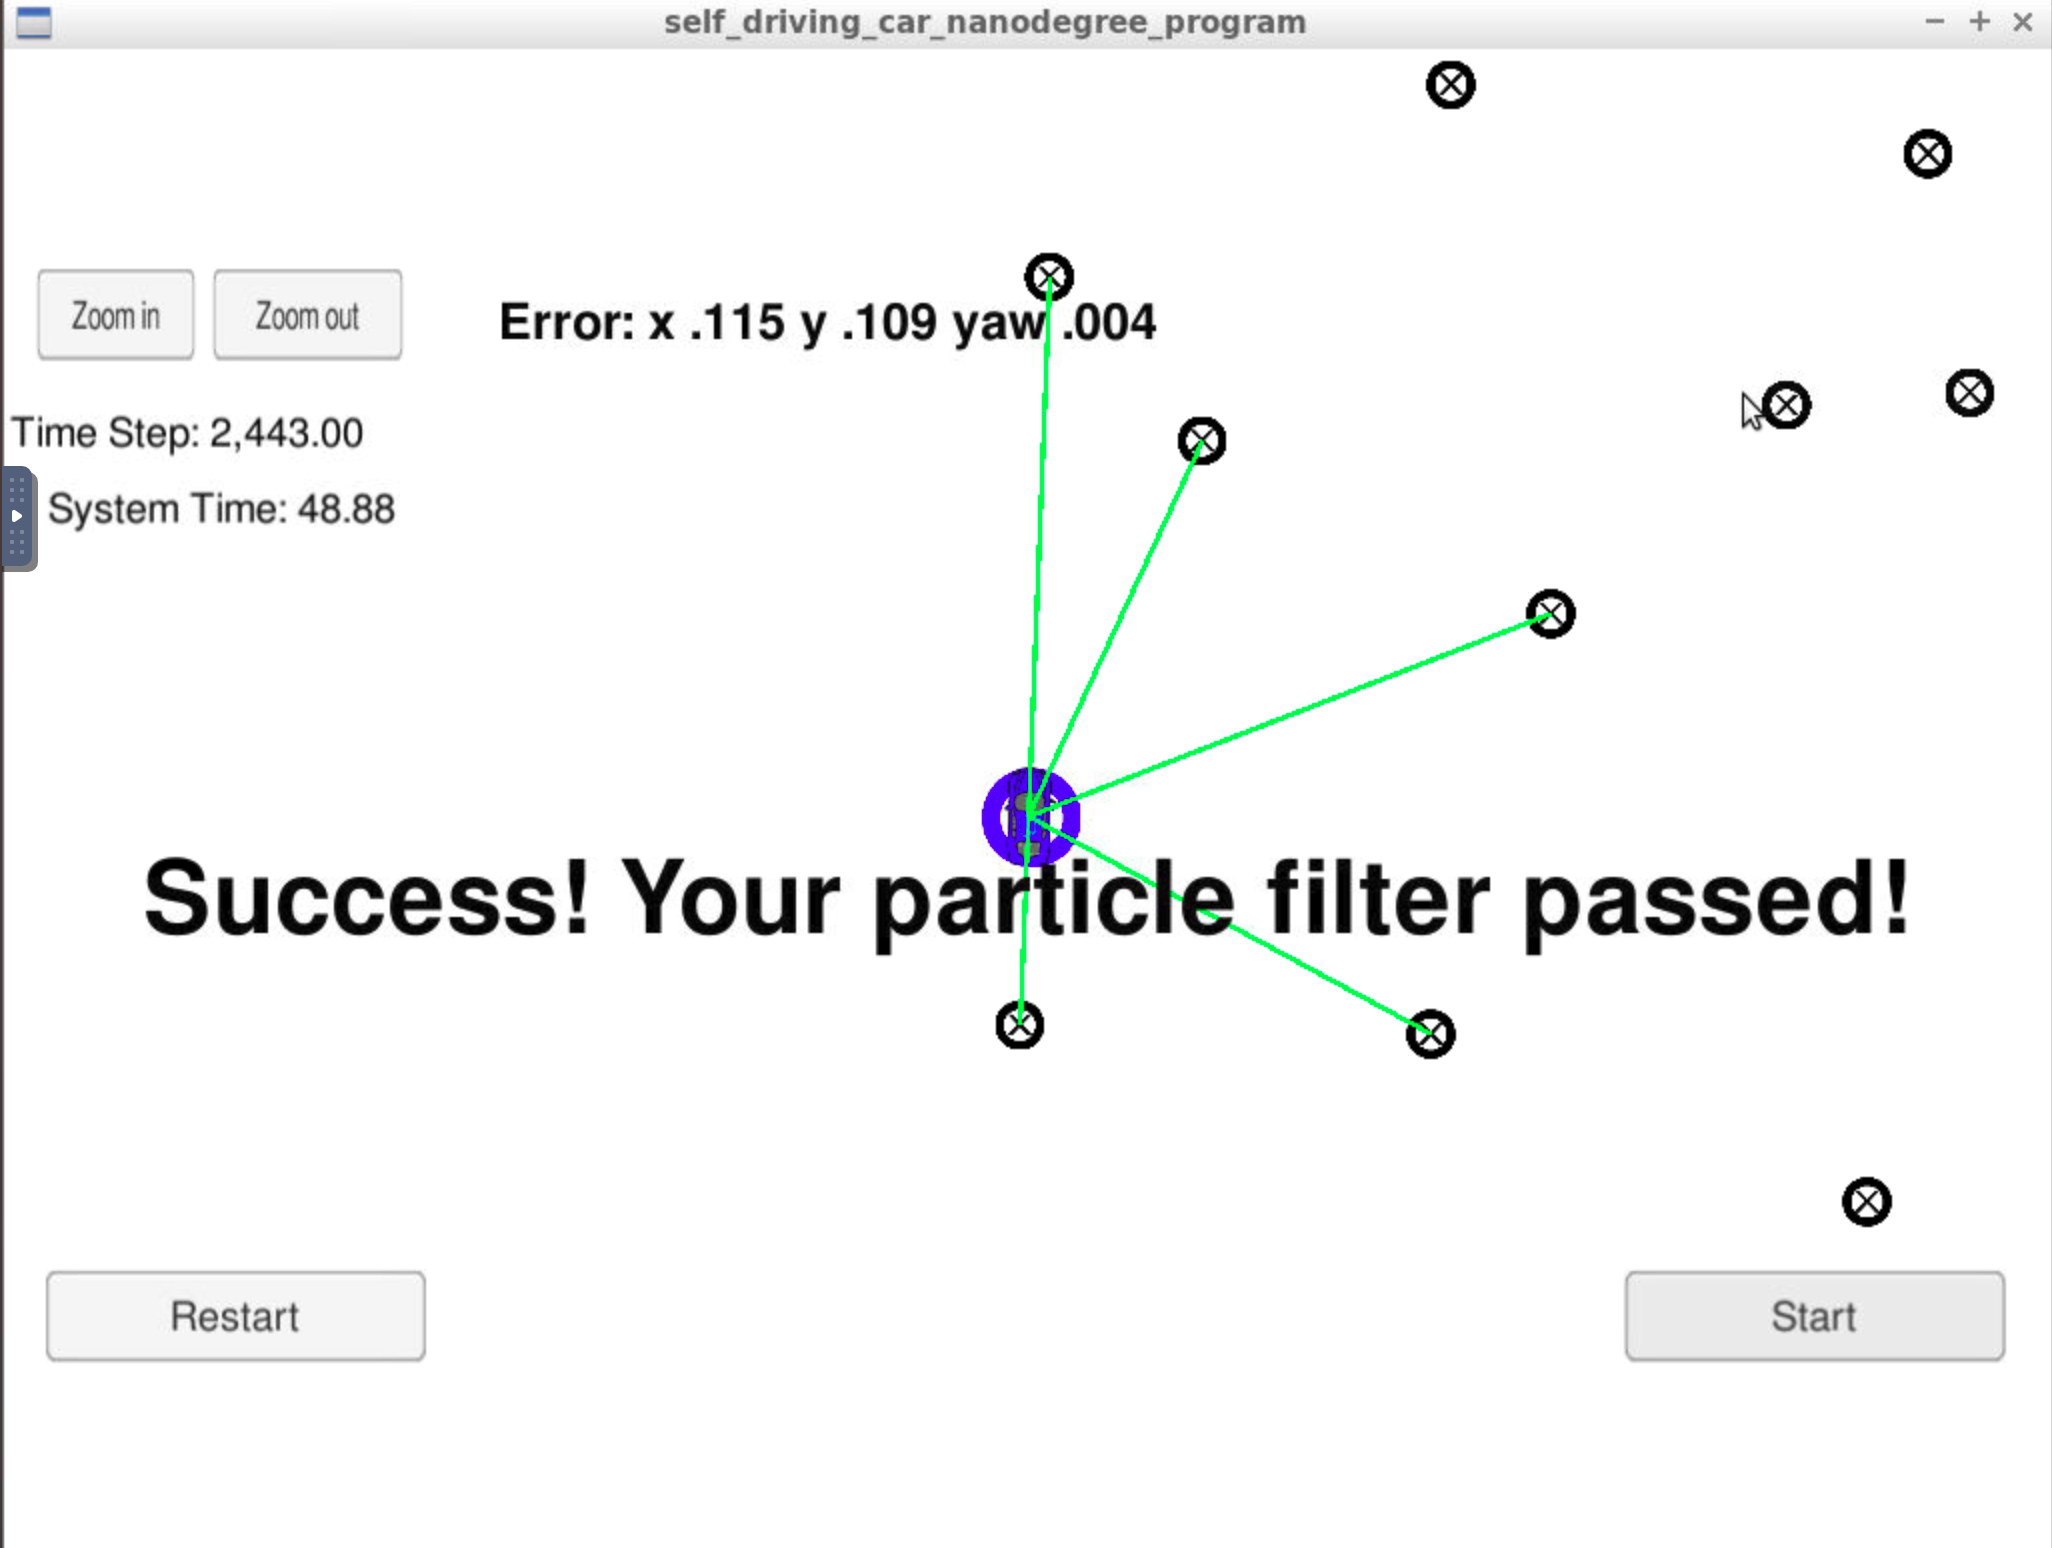 self_driving_car_nanodegree_program
Zoom in Zoom out
Error: x .115 y .109 yaw .004
Time Step: 2,443.00
System Time: 48.88
Success! Your particle filter passed!
Restart
Start